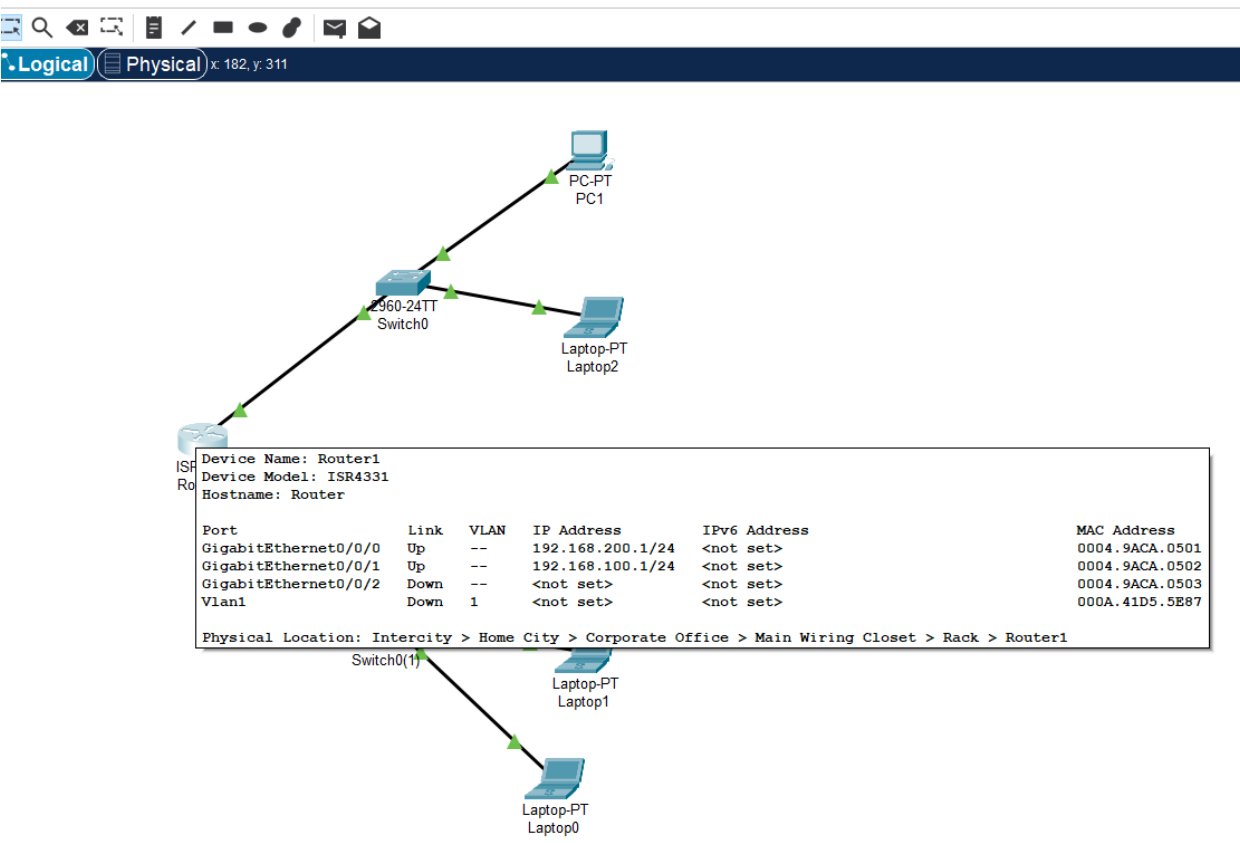 Logical Physical x: 182, y: 311
PC-PT
PC1
2960-24TT
Switch0
Laptop-PT
Laptop2
Device Name: Router1
Device Model: ISR4331
Hostname: Router
Port Link VLAN IP Address IPv6 Address MAC Address
GigabitEthernet0/0/0 Up -- 192.168.200.1/24 <not set> 0004.9ACA.0501
GigabitEthernet0/0/1 Up -- 192.168.100.1/24 <not set> 0004.9ACA.0502
GigabitEthernet0/0/2 Down -- <not set> <not set> 0004.9ACA.0503
Vlan1 Down 1 <not set> <not set> 000A.41D5.5E87
Physical Location: Intercity > Home City > Corporate Office > Main Wiring Closet > Rack > Router1
Switch0(1)
Laptop-PT
Laptop1
Laptop-PT
Laptop0